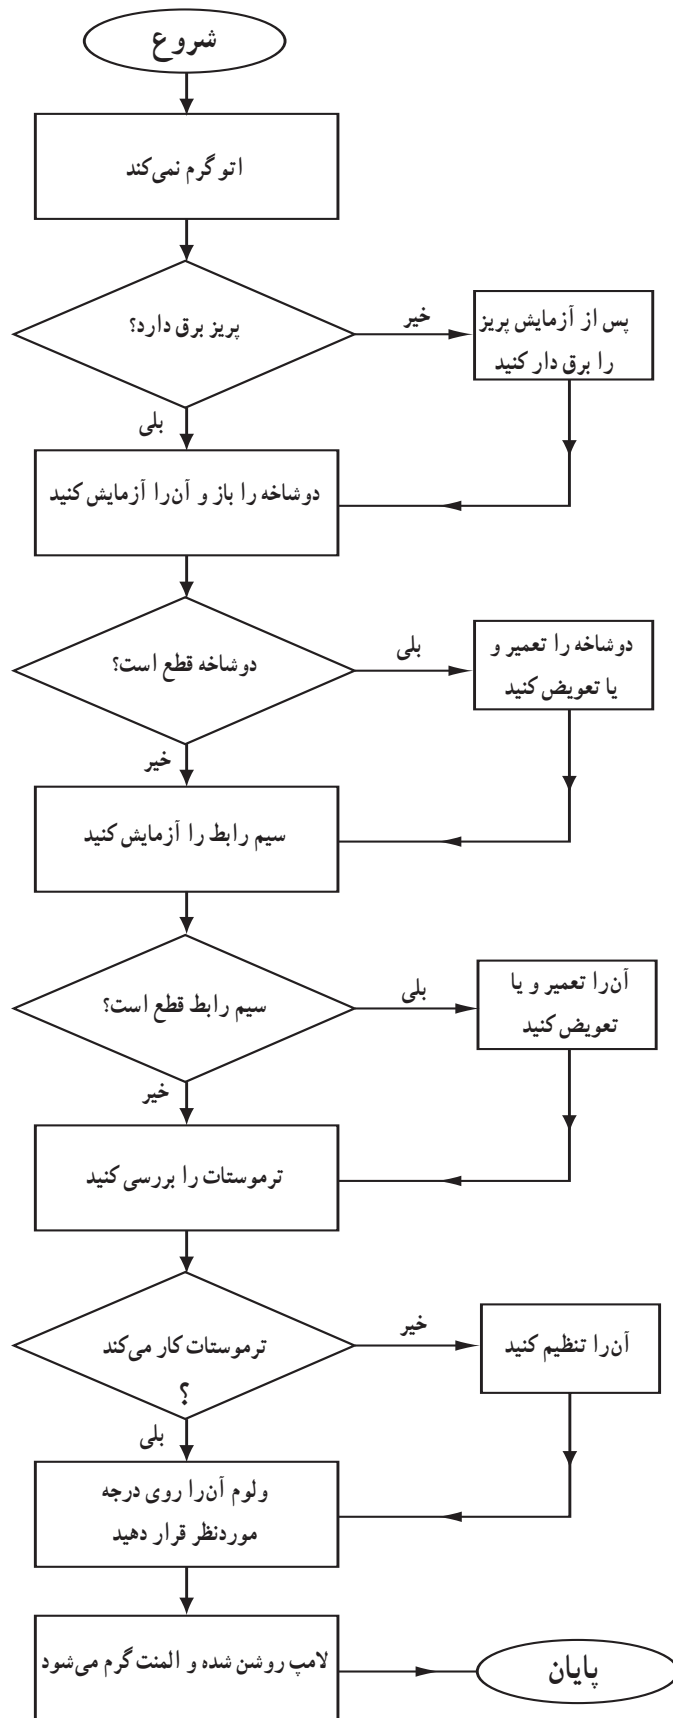 شروع
اتو گرم نمی‌کند
پریز برق دارد؟
خیر
پس از آزمایش پریز
را برق دار کنید
بلی
دوشاخه را باز و آن‌را آزمایش کنید
دوشاخه قطع است؟
بلی
دوشاخه را تعمیر و
یا تعویض کنید
خیر
سیم رابط را آزمایش کنید
سیم رابط قطع است؟
بلی
آن‌را تعمیر و یا
تعویض کنید
خیر
ترموستات را بررسی کنید
ترموستات کار می‌کند
؟
خیر
آن‌را تنظیم کنید
بلی
ولوم آن‌را روی درجه
موردنظر قرار دهید
لامپ روشن شده و المنت گرم می‌شود
پایان